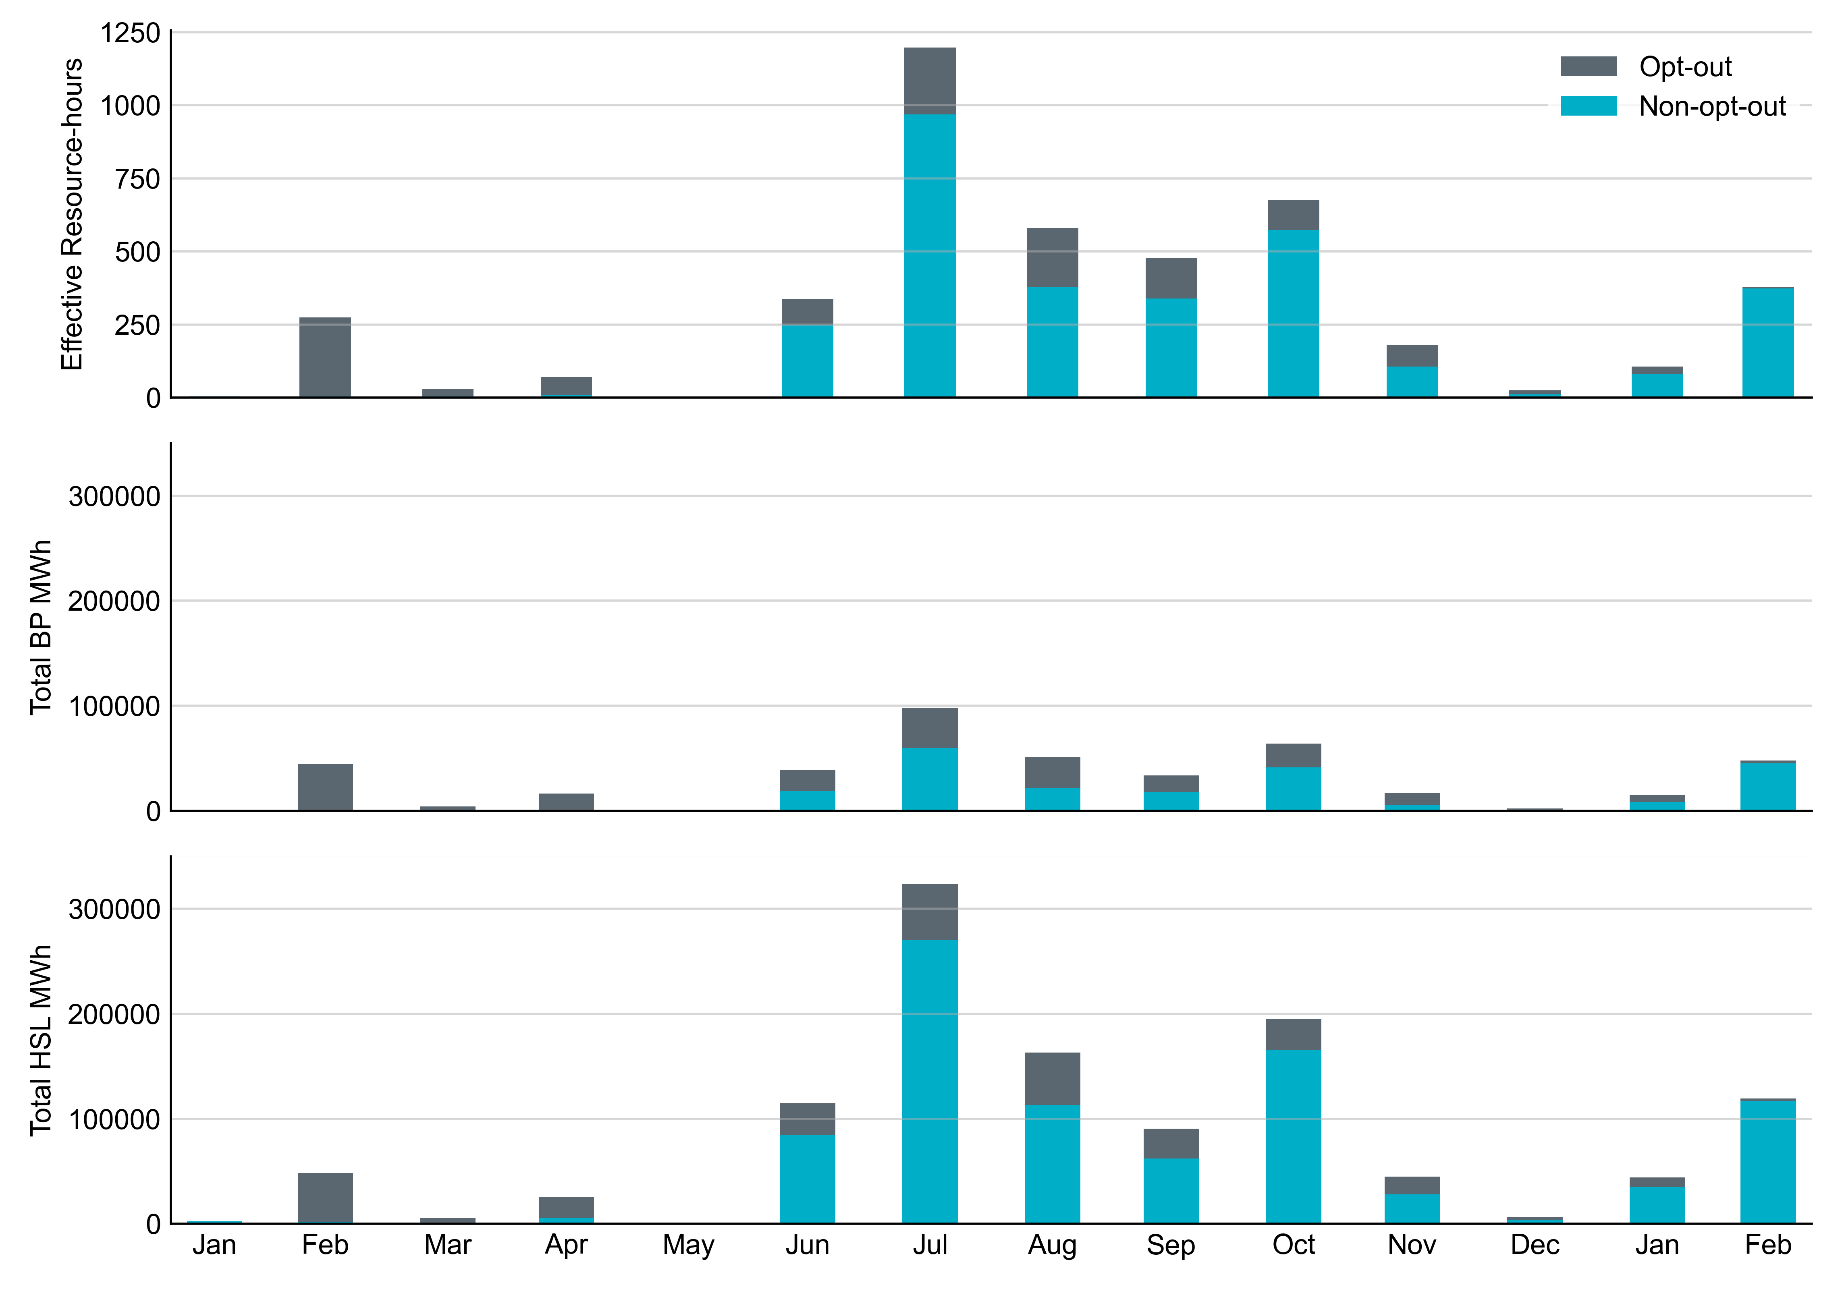 Effective Resource-hours
1250
1000
750
500
250
0
Opt-out
Non-opt-out
Total BP MWh
300000
200000
100000
0
Total HSL MWh
300000
200000
100000
0
Jan Feb Mar Apr May Jun Jul Aug Sep Oct Nov Dec Jan Feb